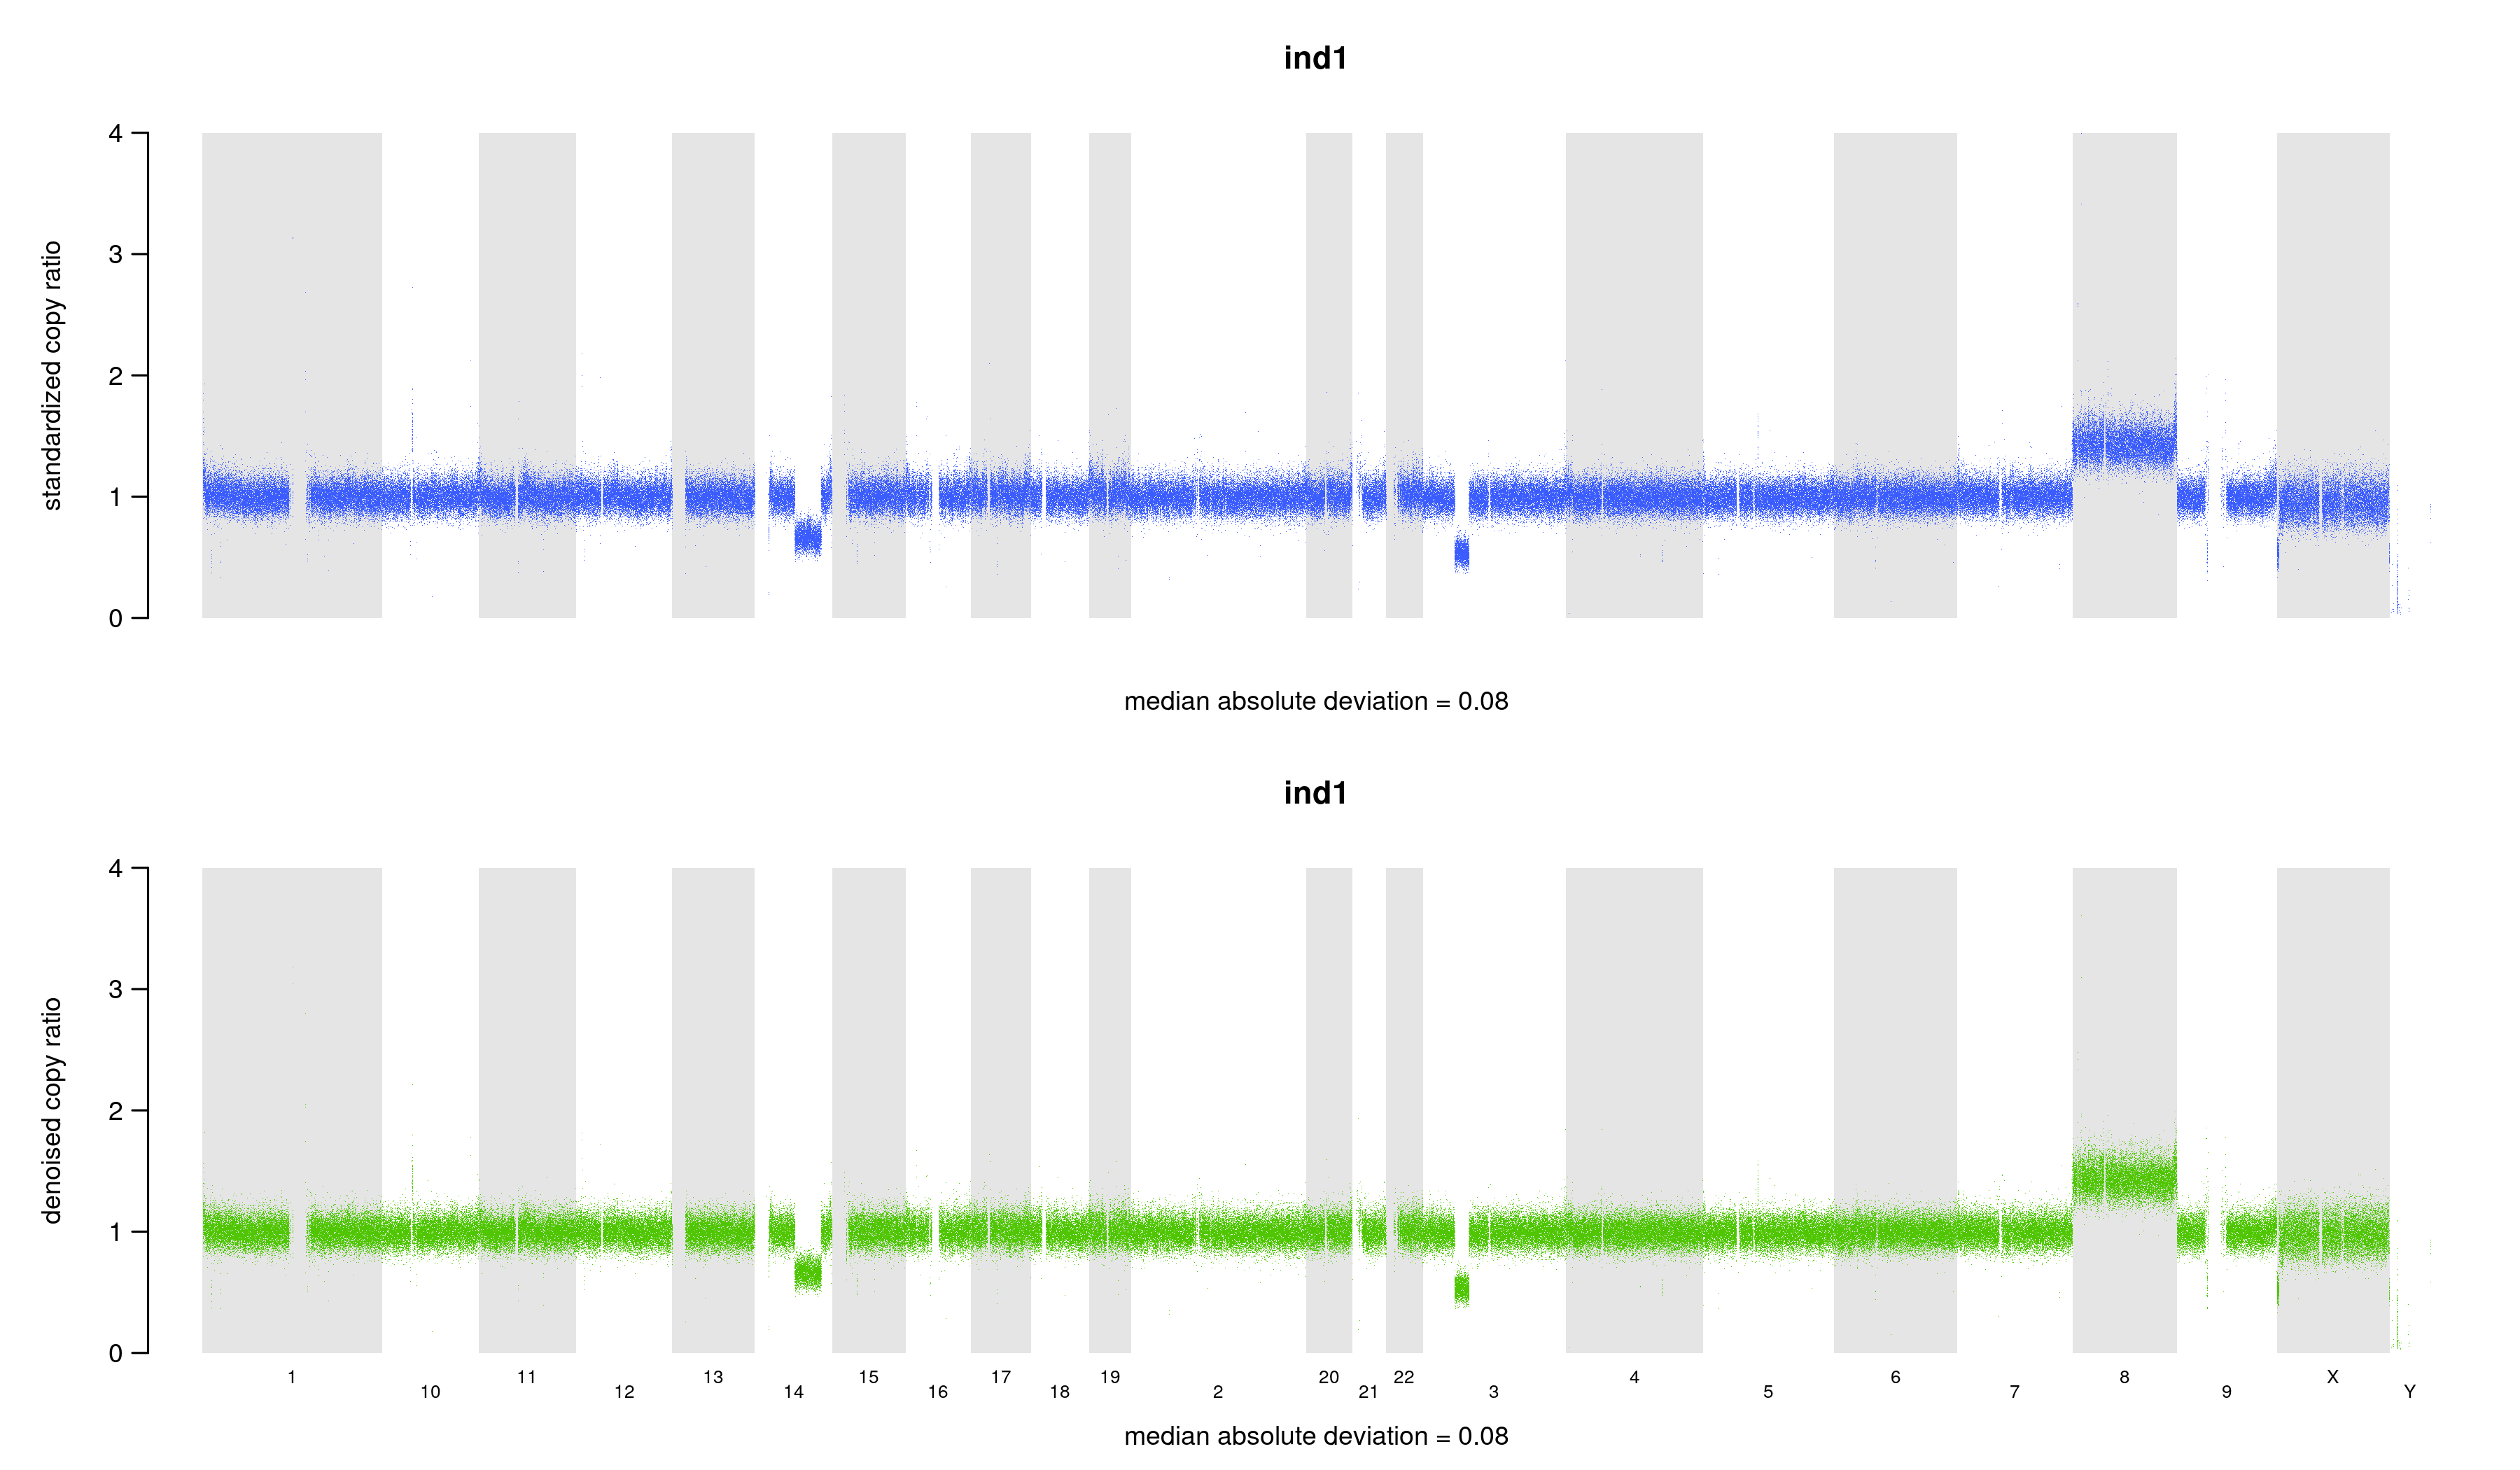 ind1
4
3
2
1
0
standardized copy ratio
median absolute deviation = 0.08
ind1
4
3
2
1
0
denoised copy ratio
1 10 11 12 13 14 15 16 17 18 19 2 20 21 22 3 4 5 6 7 8 9 X Y
median absolute deviation = 0.08